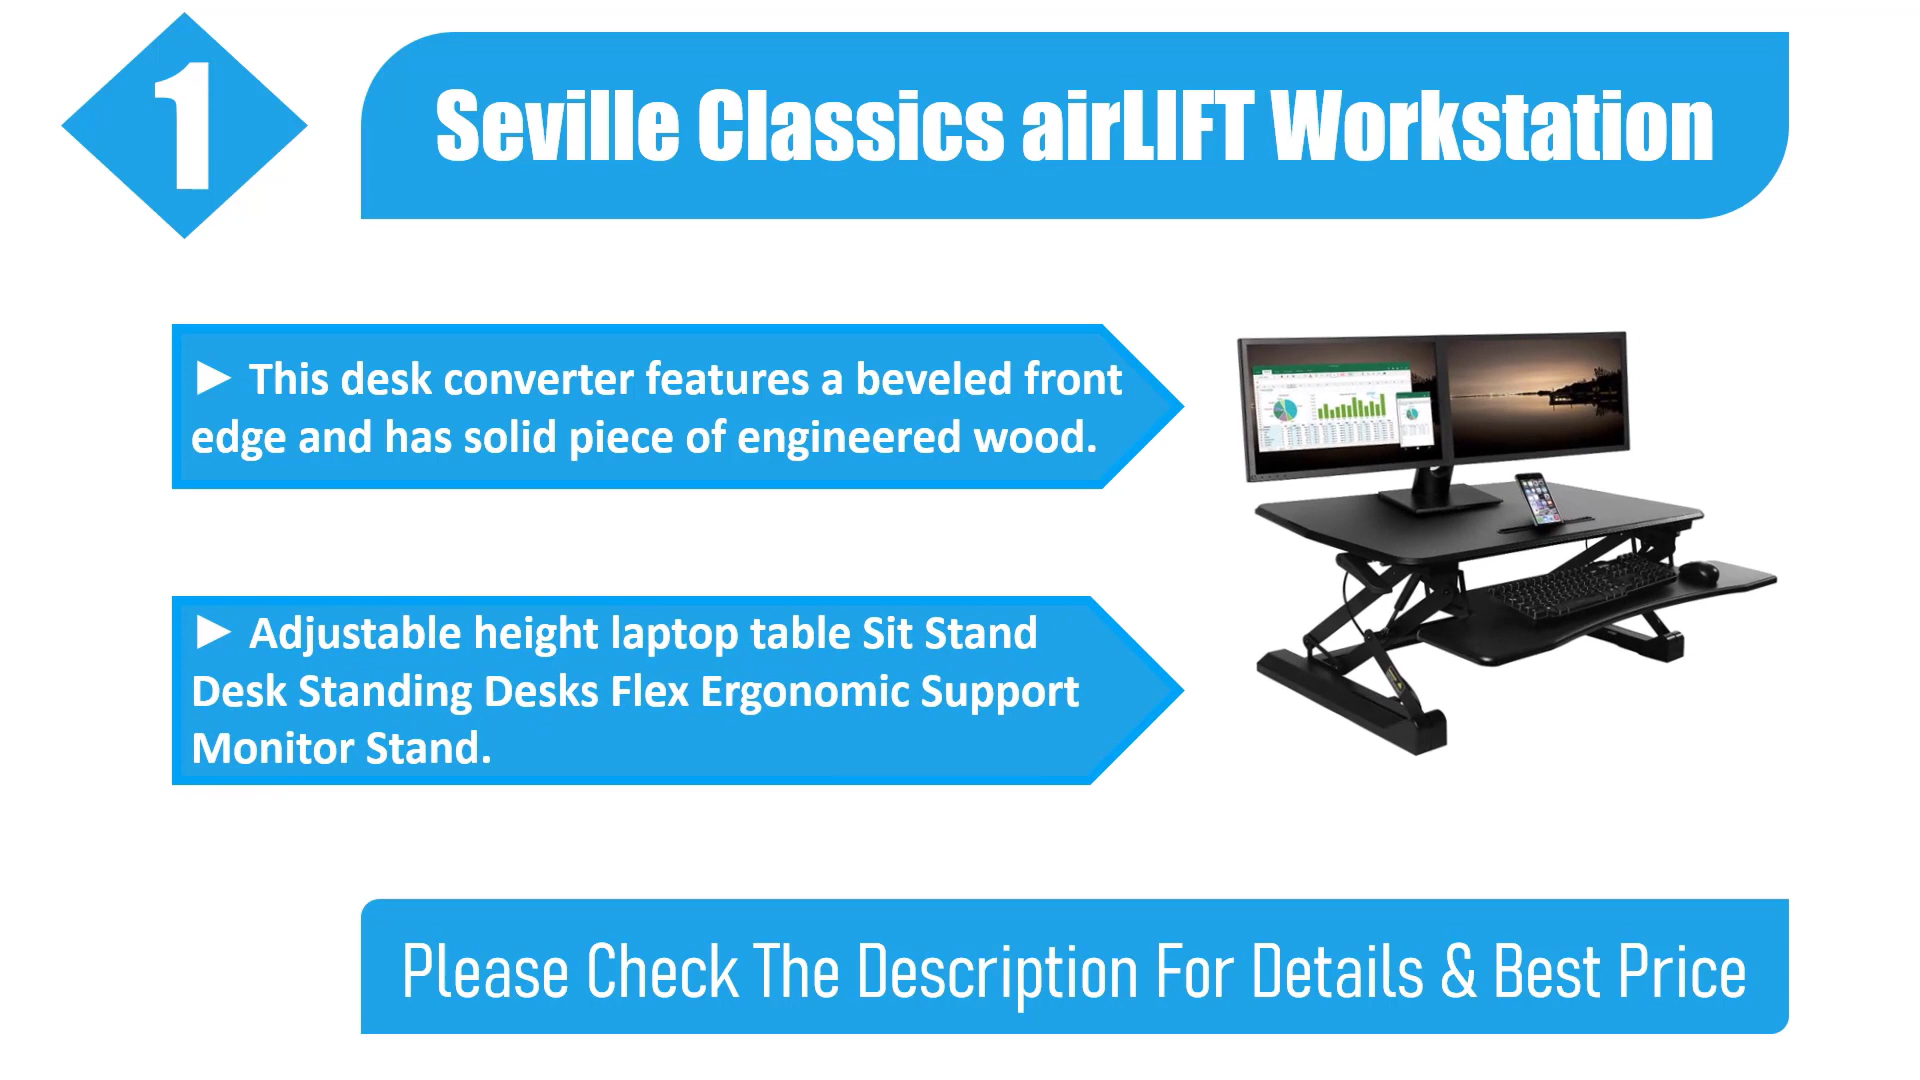 1
Seville Classics airLIFT Workstation
► This desk converter features a beveled front
edge and has solid piece of engineered wood.
► Adjustable height laptop table Sit Stand
Desk Standing Desks Flex Ergonomic Support
Monitor Stand.
Please Check The Description For Details & Best Price